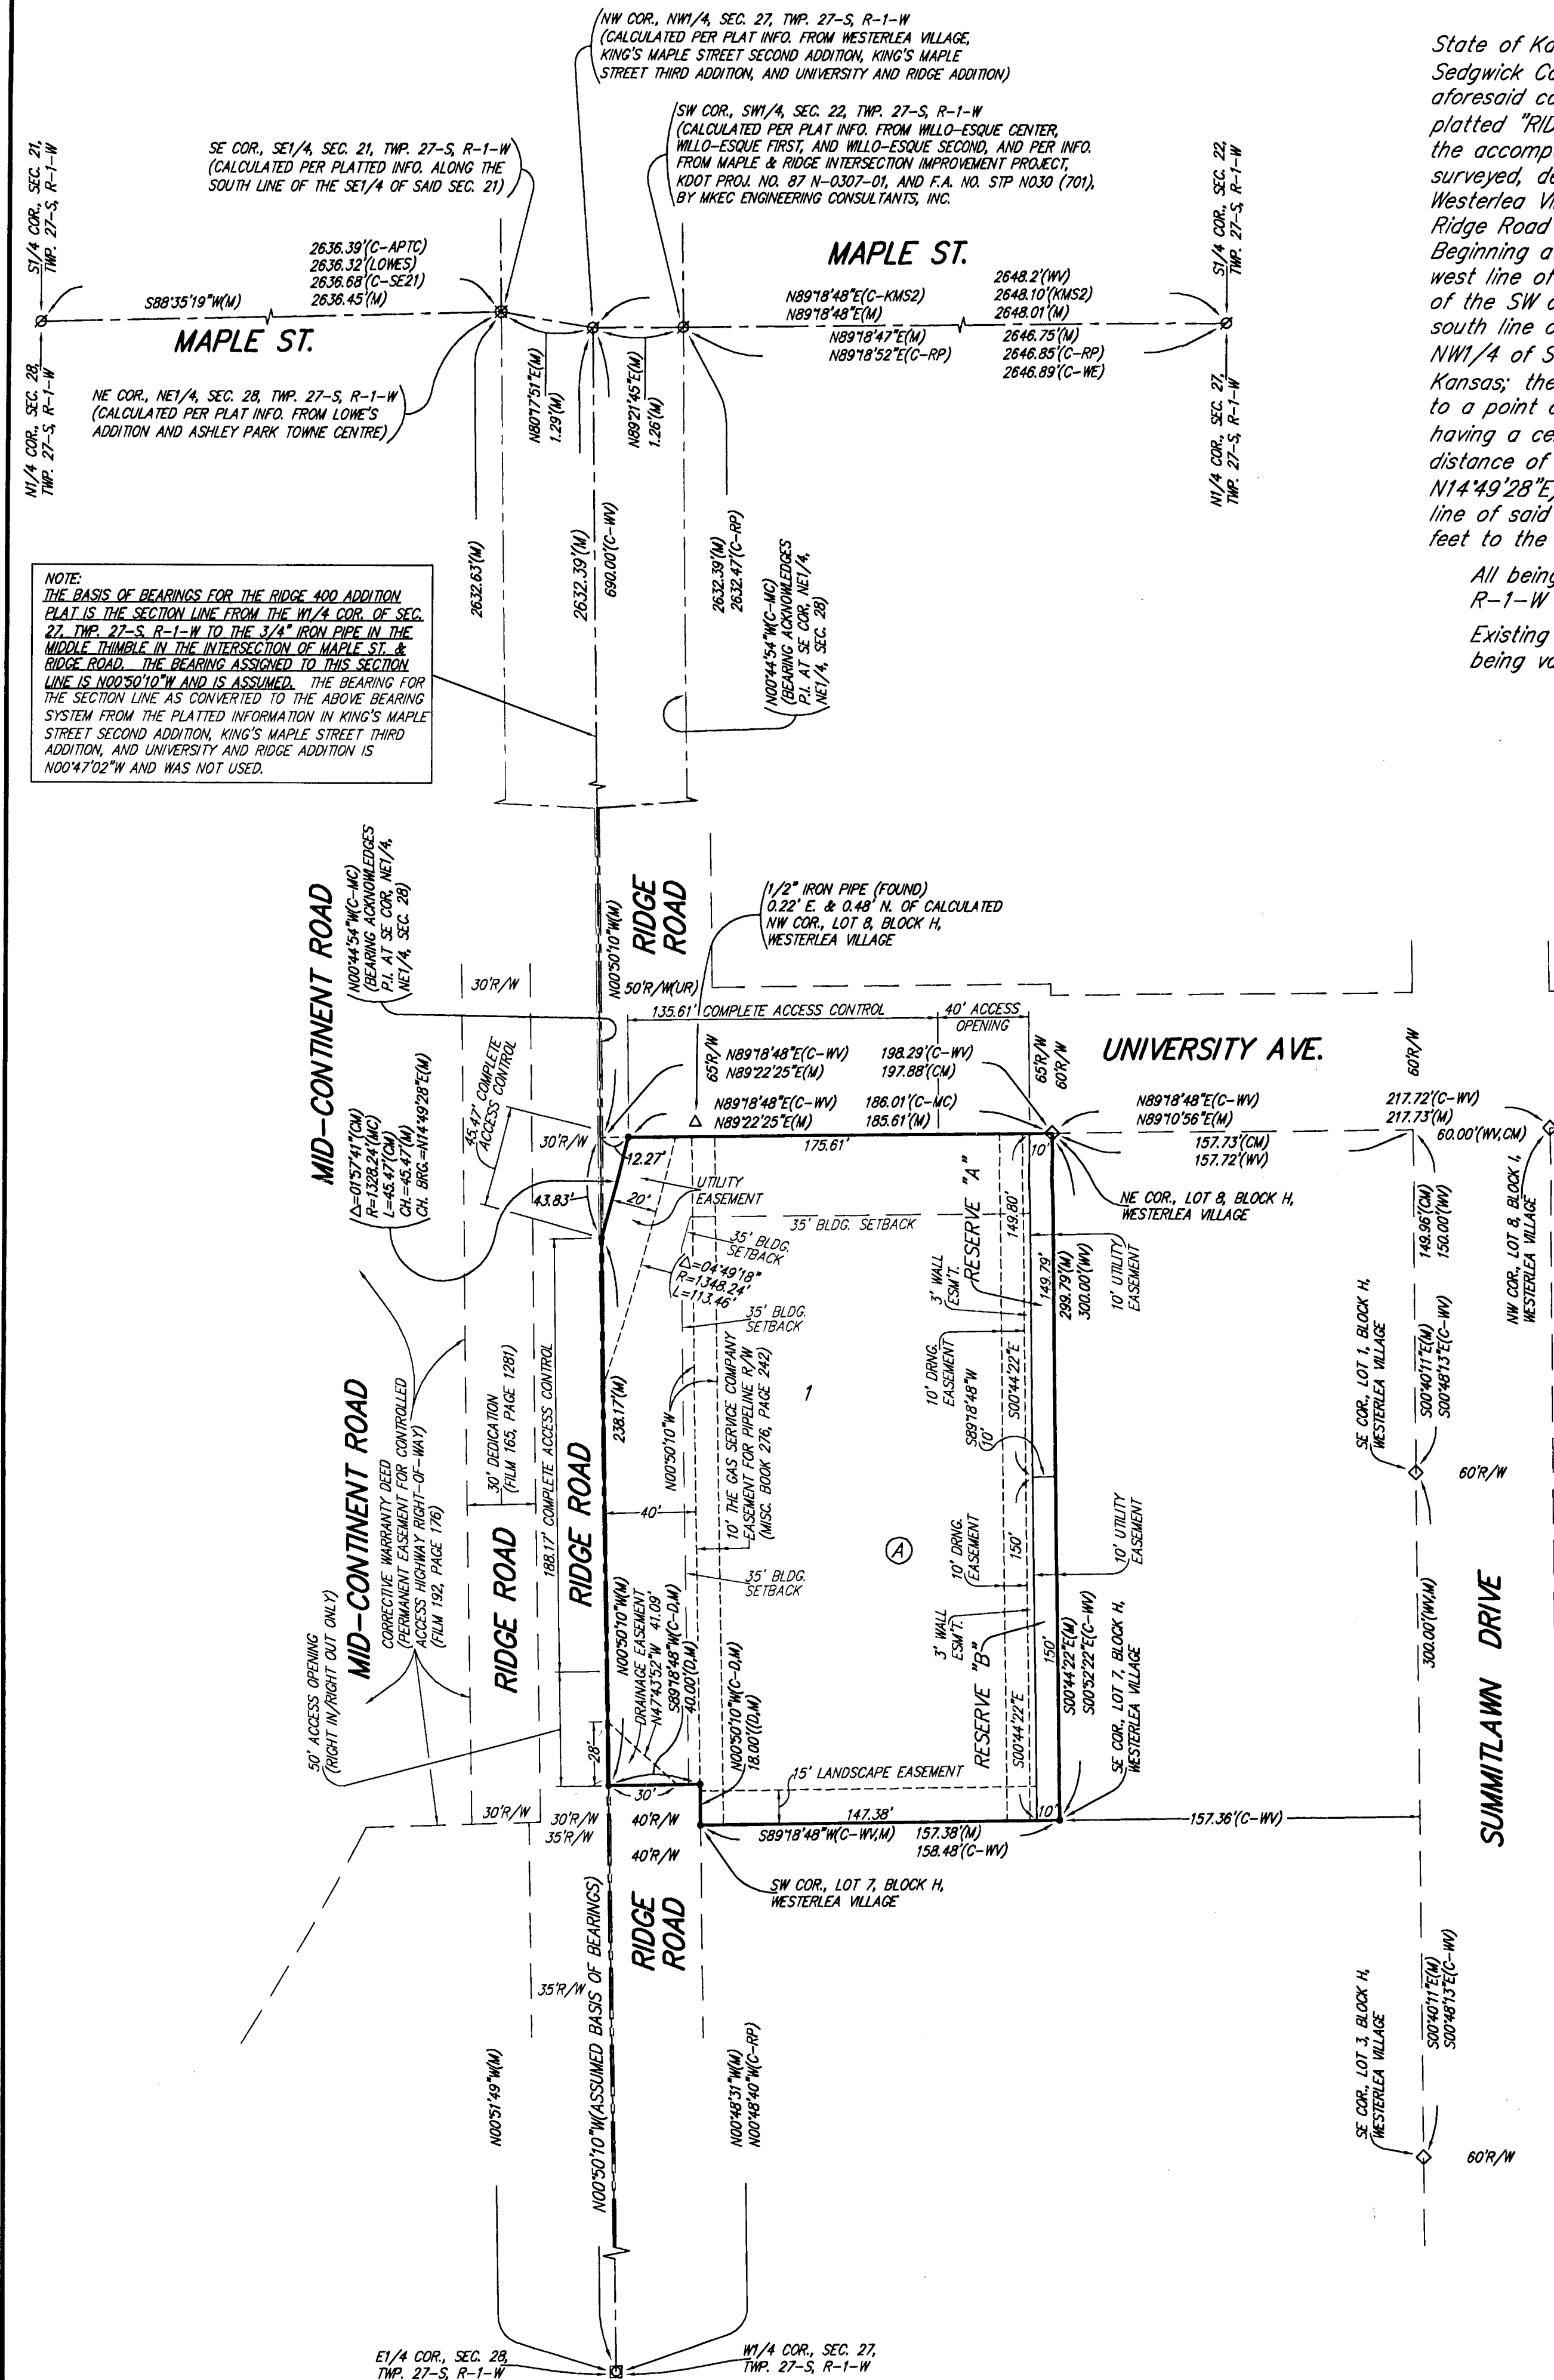 NW COR., NW1/4, SEC. 27, TWP. 27-S, R-1-W
(CALCULATED PER PLAT INFO. FROM WESTERLEA VILLAGE,
KING'S MAPLE STREET SECOND ADDITION, KING'S MAPLE
STREET THIRD ADDITION, AND UNIVERSITY AND RIDGE ADDITION)
SW COR., SW1/4, SEC. 22, TWP. 27-S, R-1-W
(CALCULATED PER PLAT INFO. FROM WILLO-ESQUE CENTER,
WILLO-ESQUE FIRST, AND WILLO-ESQUE SECOND, AND PER INFO.
FROM MAPLE & RIDGE INTERSECTION IMPROVEMENT PROJECT,
KDOT PROJ. NO. 87 N-0307-01, AND F.A. NO. STP N030 (701),
BY MKEC ENGINEERING CONSULTANTS, INC.
SE COR., SE1/4, SEC. 21, TWP. 27-S, R-1-W
(CALCULATED PER PLATTED INFO. ALONG THE
SOUTH LINE OF THE SE1/4 OF SAID SEC. 21)
S1/4 COR., SEC. 21,
TWP. 27-S, R-1-W
N1/4 COR., SEC. 28,
TWP. 27-S, R-1-W
2636.39'(C-APTC)
2636.32'(LOWES)
2636.68'(C-SE21)
2636.45'(M)
S88°35'19"W(M)
MAPLE ST.
NE COR., NE1/4, SEC. 28, TWP. 27-S, R-1-W
(CALCULATED PER PLAT INFO. FROM LOWE'S
ADDITION AND ASHLEY PARK TOWNE CENTRE)
MAPLE ST.
N89°18'48"E(C-KMS2)
N89°18'48"E(M)
2648.2'(WV)
2648.10'(KMS2)
2648.01'(M)
N89°18'47"E(M)
N89°18'52"E(C-RP)
2646.75'(M)
2646.85'(C-RP)
2646.89'(C-WE)
S1/4 COR., SEC. 22,
TWP. 27-S, R-1-W
N1/4 COR., SEC. 27,
TWP. 27-S, R-1-W
N80°17'51"E(M)
1.29'(M)
N89°21'45"E(M)
1.26'(M)
2632.63'(M)
2632.39'(M)
690.00'(C-WV)
2632.39'(M)
2632.47'(C-RP)
N00°44'54"W(C-MC)
(BEARING ACKNOWLEDGES
P.I. AT SE COR, NE1/4,
NE1/4, SEC. 28)
State of Ka
Sedgwick Co
aforesaid co
platted "RID
the accomp
surveyed, de
Westerlea Vi
Ridge Road
Beginning a
west line of
of the SW c
south line o
NW1/4 of S
Kansas; the
to a point o
having a ce
distance of
N14°49'28"E,
line of said
feet to the
All being
R-1-W
Existing
being va
NOTE:
THE BASIS OF BEARINGS FOR THE RIDGE 400 ADDITION
PLAT IS THE SECTION LINE FROM THE W1/4 COR. OF SEC.
27, TWP. 27-S, R-1-W TO THE 3/4" IRON PIPE IN THE
MIDDLE THIMBLE IN THE INTERSECTION OF MAPLE ST. &
RIDGE ROAD. THE BEARING ASSIGNED TO THIS SECTION
LINE IS N00°50'10"W AND IS ASSUMED. THE BEARING FOR
THE SECTION LINE AS CONVERTED TO THE ABOVE BEARING
SYSTEM FROM THE PLATTED INFORMATION IN KING'S MAPLE
STREET SECOND ADDITION, KING'S MAPLE STREET THIRD
ADDITION, AND UNIVERSITY AND RIDGE ADDITION IS
N00°47'02"W AND WAS NOT USED.
MID-CONTINENT ROAD
N00°44'54"W(C-MC)
(BEARING ACKNOWLEDGES
P.I. AT SE COR, NE1/4,
NE1/4, SEC. 28)
30'R/W
N00°50'10"W(M)
RIDGE
ROAD
50'R/W(UR)
1/2" IRON PIPE (FOUND)
0.22' E. & 0.48' N. OF CALCULATED
NW COR., LOT 8, BLOCK H,
WESTERLEA VILLAGE
135.61' COMPLETE ACCESS CONTROL
40' ACCESS
OPENING
65'R/W
N89°18'48"E(C-WV)
198.29'(C-WV)
N89°22'25"E(M)
197.88'(CM)
N89°18'48"E(C-WV)
186.01'(C-MC)
N89°22'25"E(M)
185.61'(M)
65'R/W
60'R/W
UNIVERSITY AVE.
60'R/W
N89°18'48"E(C-WV)
N89°10'56"E(M)
217.72'(C-WV)
217.73'(M)
60.00'(WV,CM)
157.73'(CM)
157.72'(WV)
Δ=01°57'41"(CM)
R=1328.24'(MC)
L=45.47'(CM)
CH.=45.47'(M)
CH. BRG.=N14°49'28"E(M)
45.47' COMPLETE
ACCESS CONTROL
30'R/W
12.27'
43.83'
20'
175.61'
10'
UTILITY
EASEMENT
35' BLDG.
SETBACK
35' BLDG. SETBACK
Δ=04°49'18"
R=1348.24'
L=113.46'
35' BLDG.
SETBACK
NE COR., LOT 8, BLOCK H,
WESTERLEA VILLAGE
RESERVE "A"
3' WALL
ESM'T.
149.80'
149.79'
299.79'(M)
300.00'(WV)
10' UTILITY
EASEMENT
149.96'(CM)
150.00'(WV)
NW COR., LOT 8, BLOCK I,
WESTERLEA VILLAGE
SE COR., LOT 1, BLOCK H,
WESTERLEA VILLAGE
S00°40'11"E(M)
S00°48'13"E(C-WV)
60'R/W
10' DRNG.
EASEMENT
S00°44'22"E
S89°18'48"W
10'
1
MID-CONTINENT ROAD
CORRECTIVE WARRANTY DEED
(PERMANENT EASEMENT FOR CONTROLLED
ACCESS HIGHWAY RIGHT-OF-WAY)
(FILM 192, PAGE 176)
30' DEDICATION
(FILM 165, PAGE 1281)
RIDGE ROAD
188.17' COMPLETE ACCESS CONTROL
RIDGE ROAD
238.17'(M)
N00°50'10"W
40'
10' THE GAS SERVICE COMPANY
EASEMENT FOR PIPELINE R/W
(MISC. BOOK 276, PAGE 242)
A
35' BLDG.
SETBACK
10' DRNG.
EASEMENT
150'
10' UTILITY
EASEMENT
3' WALL
ESM'T.
RESERVE "B"
S00°44'22"E
150'
S00°44'22"E(M)
S00°52'22"E(C-WV)
SE COR., LOT 7, BLOCK H,
WESTERLEA VILLAGE
300.00'(WV,M)
SUMMITLAWN DRIVE
50' ACCESS OPENING
(RIGHT IN/RIGHT OUT ONLY)
N00°50'10"W(M)
DRAINAGE EASEMENT
N47°43'52"W 41.09'
S89°18'48"W(C-D,M)
40.00'(D,M)
N00°50'10"W(C-D,M)
18.00'((D,M)
28'
30'
15' LANDSCAPE EASEMENT
147.38'
10'
S89°18'48"W(C-WV,M)
157.38'(M)
158.48'(C-WV)
157.36'(C-WV)
30'R/W
30'R/W
35'R/W
40'R/W
40'R/W
SW COR., LOT 7, BLOCK H,
WESTERLEA VILLAGE
RIDGE
ROAD
35'R/W
N00°50'10"W(ASSUMED BASIS OF BEARINGS)
N00°51'49"W(M)
N00°48'31"W(M)
N00°48'40"W(C-RP)
SE COR., LOT 3, BLOCK H,
WESTERLEA VILLAGE
S00°40'11"E(M)
S00°48'13"E(C-WV)
60'R/W
E1/4 COR., SEC. 28,
TWP. 27-S, R-1-W
W1/4 COR., SEC. 27,
TWP. 27-S, R-1-W